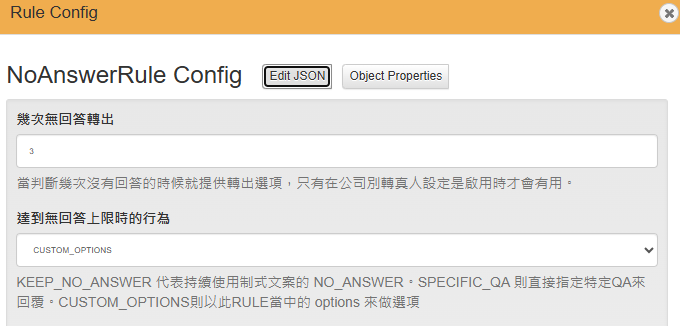 Rule Config
NoAnswerRule Config
Edit JSON
Object Properties
幾次無回答轉出
3
當判斷幾次沒有回答的時候就提供轉出選項，只有在公司別轉真人設定是啟用時才會有用。
達到無回答上限時的行為
CUSTOM_OPTIONS
KEEP_NO_ANSWER 代表持續使用制式文案的 NO_ANSWER。SPECIFIC_QA 則直接指定特定QA來
回覆。CUSTOM_OPTIONS則以此RULE當中的 options 來做選項